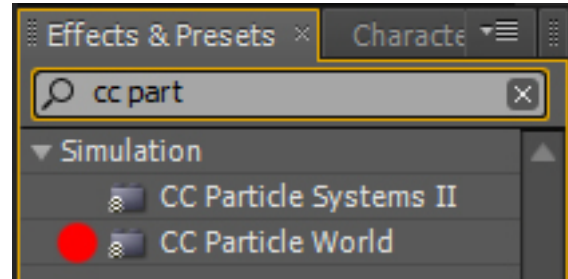 Effects & Presets × Characte
cc part
Simulation
CC Particle Systems II
CC Particle World